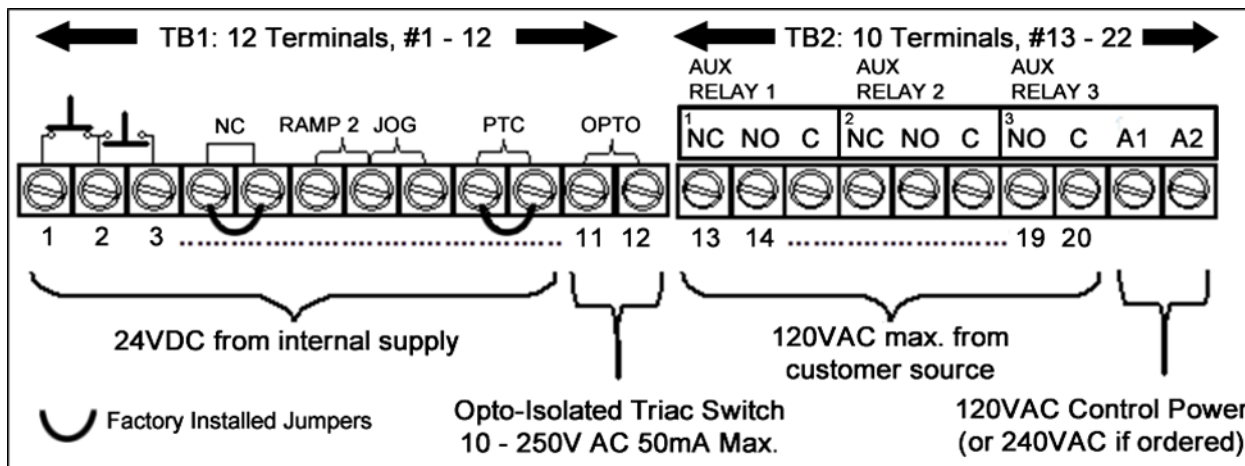 TB1: 12 Terminals, #1 - 12
TB2: 10 Terminals, #13 - 22
AUX RELAY 1
AUX RELAY 2
AUX RELAY 3
NC
RAMP 2
JOG
PTC
OPTO
1 NC NO C
2 NC NO C
3 NO C A1 A2
1 2 3 .................................................. 11 12
13 14 ............................. 19 20
24VDC from internal supply
120VAC max. from
customer source
Factory Installed Jumpers
Opto-Isolated Triac Switch
10 - 250V AC 50mA Max.
120VAC Control Power
(or 240VAC if ordered)